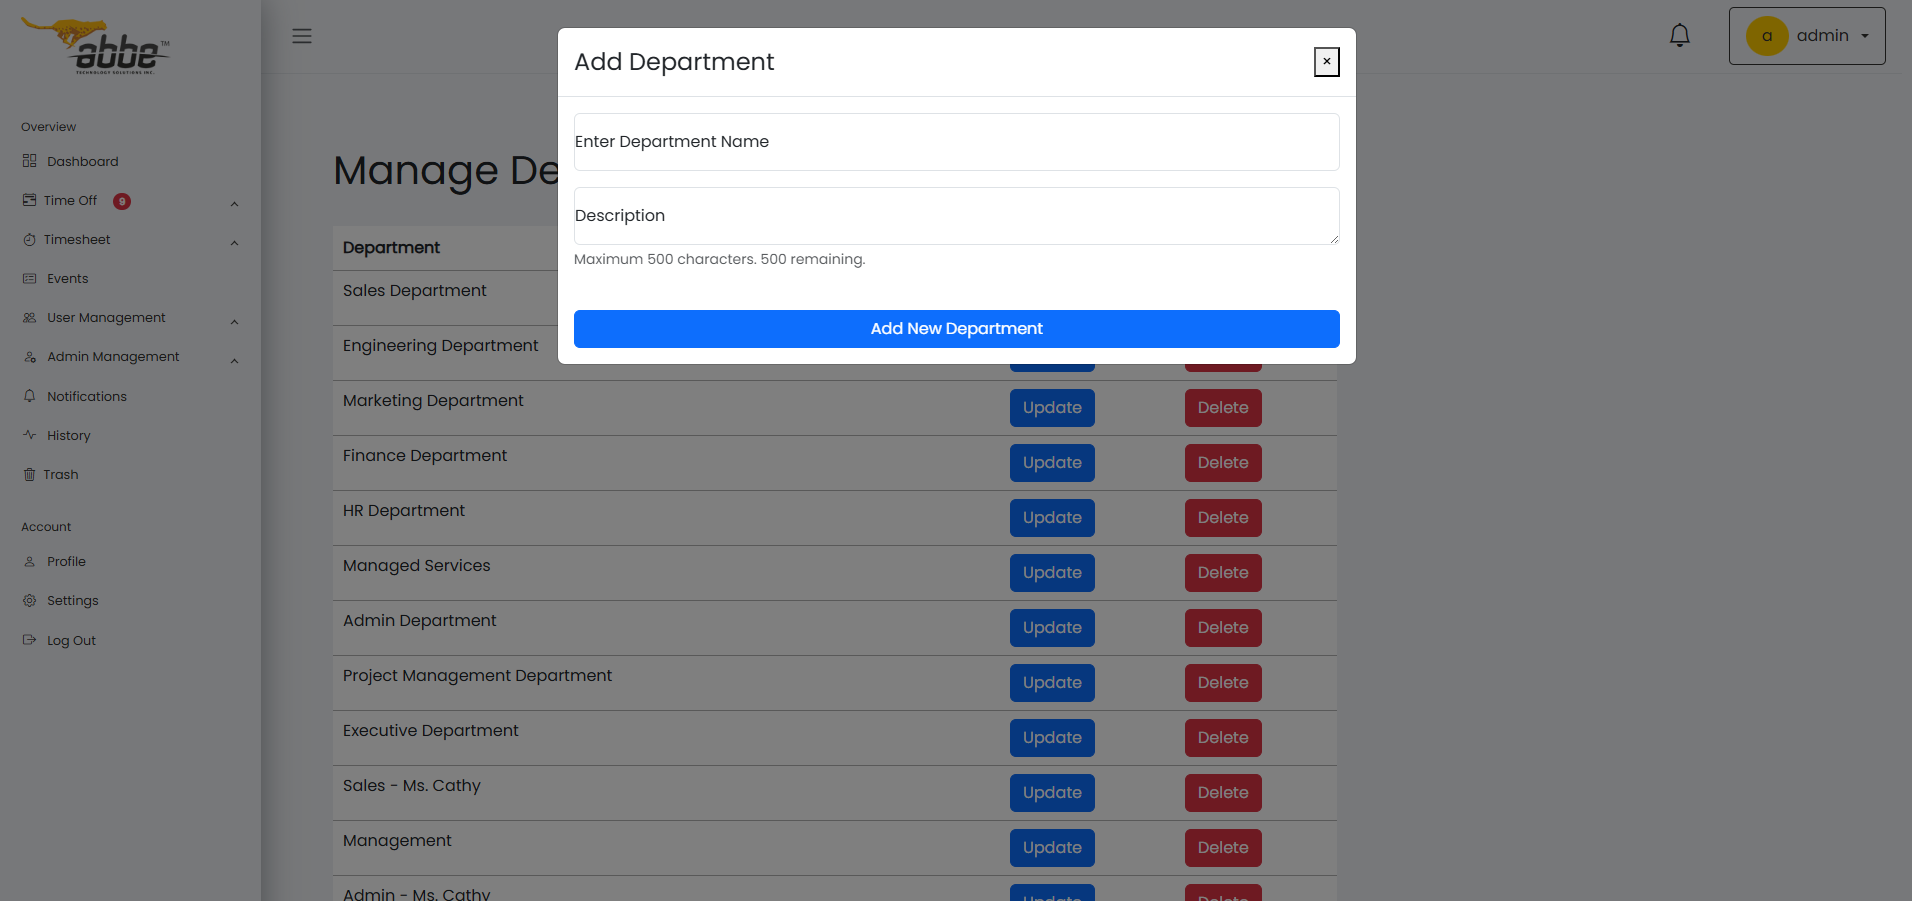 abbe™
TECHNOLOGY SOLUTIONS INC.
Overview
Dashboard
Time Off 9
Timesheet
Events
User Management
Admin Management
Notifications
History
Trash
Account
Profile
Settings
Log Out
a admin
Manage De
Add Department ×
Enter Department Name
Description
Maximum 500 characters. 500 remaining.
Add New Department
Department
Sales Department
Engineering Department
Marketing Department Update Delete
Finance Department Update Delete
HR Department Update Delete
Managed Services Update Delete
Admin Department Update Delete
Project Management Department Update Delete
Executive Department Update Delete
Sales - Ms. Cathy Update Delete
Management Update Delete
Admin - Ms. Cathy Update Delete